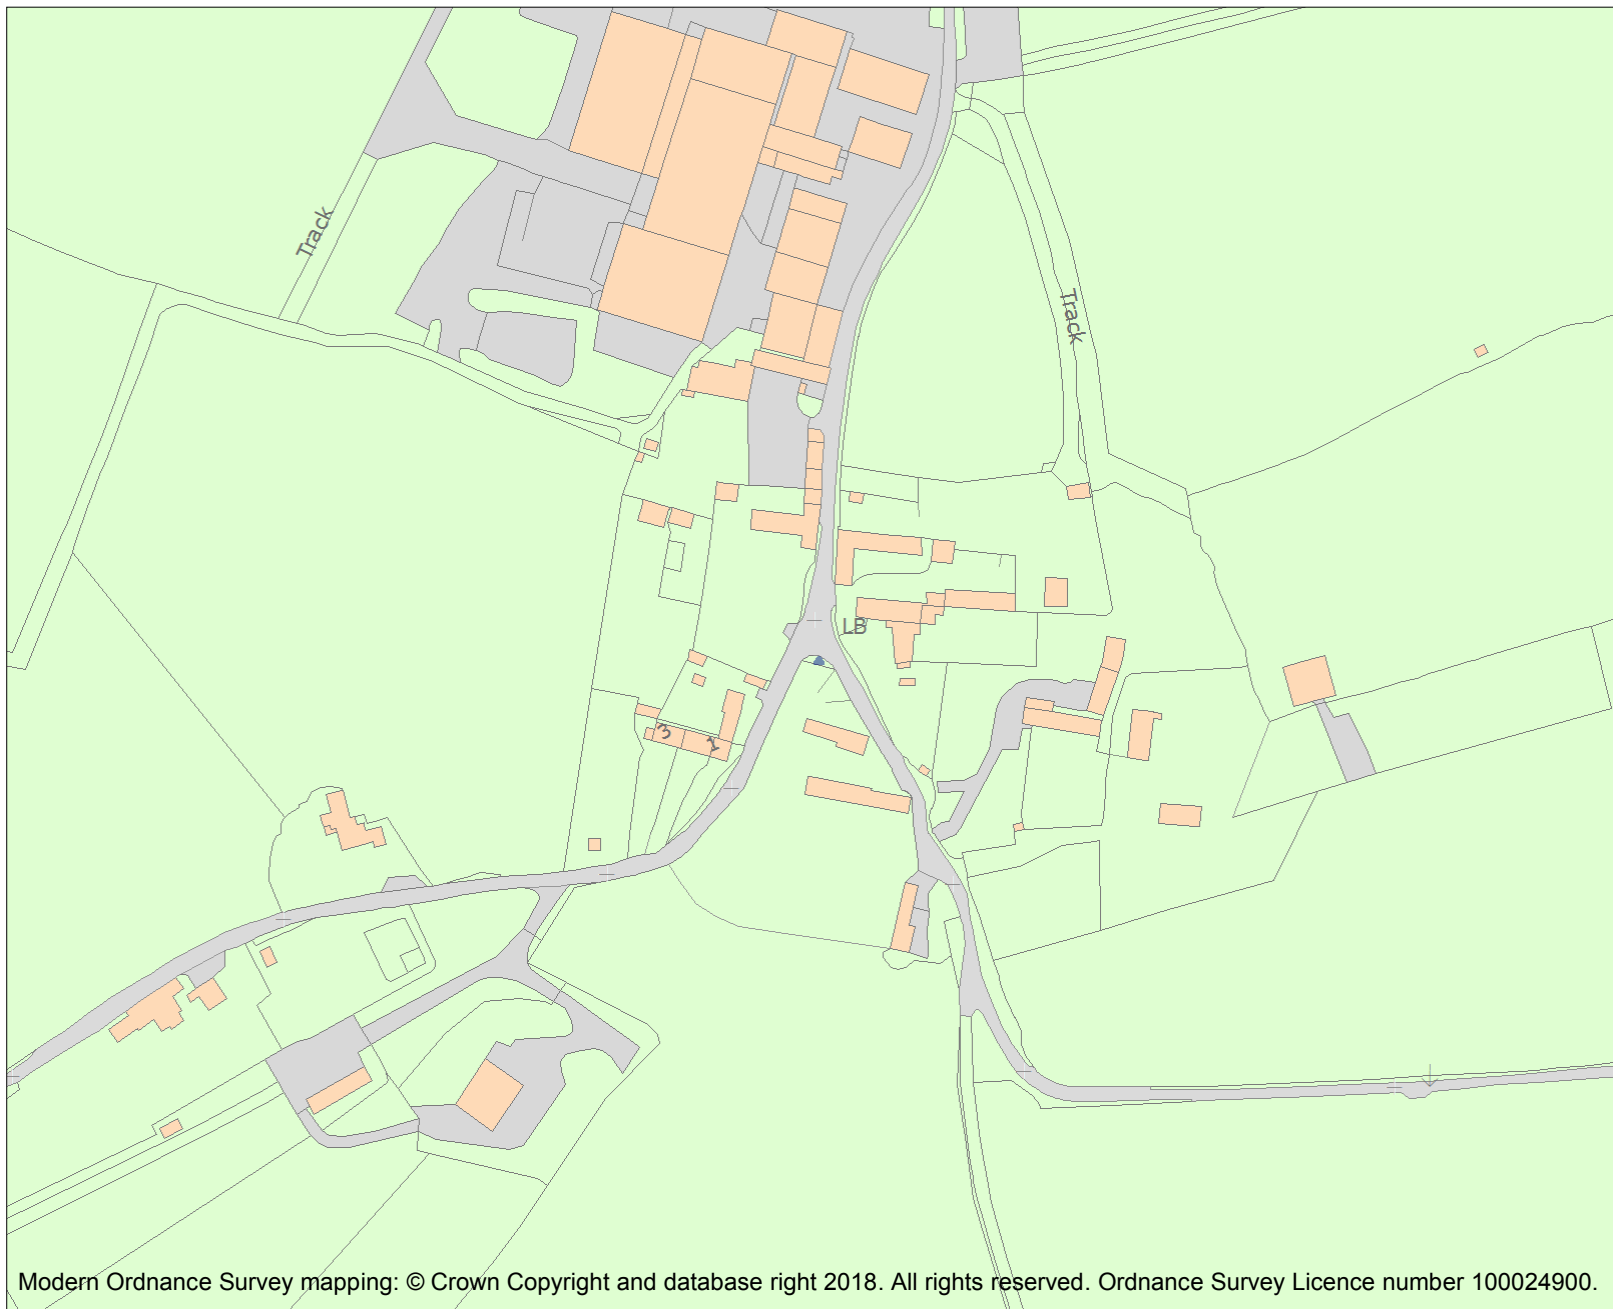 Track
Track
LB
3
1
Modern Ordnance Survey mapping: © Crown Copyright and database right 2018. All rights reserved. Ordnance Survey Licence number 100024900.